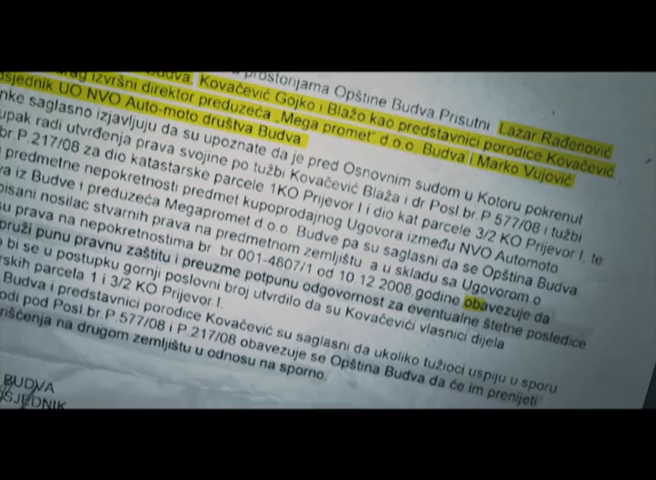 prostorijama Opštine Budva.Prisutni Lazar Rađenović
Budva, Kovačević Gojko i Blažo kao predstavnici porodice Kovačević
izvršni direktor preduzeća „Mega promet" d.o.o. Budva i Marko Vujović
UO NVO Auto-moto društva Budva
saglasno izjavljuju da su upoznate da je pred Osnovnim sudom u Kotoru pokrenut
radi utvrđenja prava svojine po tužbi Kovačević Blaža i dr Posl.br.P 577/08 i tužbi
br.P.217/08 za dio katastarske parcele 1KO Prijevor I i dio kat parcele 3/2 KO Prijevor I, te
predmetne nepokretnosti predmet kupoprodajnog Ugovora između NVO Automoto
iz Budve i preduzeća Megapromet d.o.o. Budve pa su saglasni da se Opština Budva
nosilac stvarnih prava na predmetnom zemljištu a u skladu sa Ugovorom o
prava na nepokretnostima br. br 001-4807/1 od 10.12.2008.godine obavezuje da
pruži punu pravnu zaštitu i preuzme potpunu odgovornost za eventualne štetne posledice
bi se u postupku gornji poslovni broj utvrdilo da su Kovačevići vlasnici dijela
parcela 1 i 3/2 KO Prijevor I.
Budva i predstavnici porodice Kovačević su saglasni da ukoliko tužioci uspiju u sporu
pod Posl.br.P.577/08 i P.217/08 obavezuje se Opština Budva da će im prenijeti
na drugom zemljištu u odnosu na sporno.
BUDVA